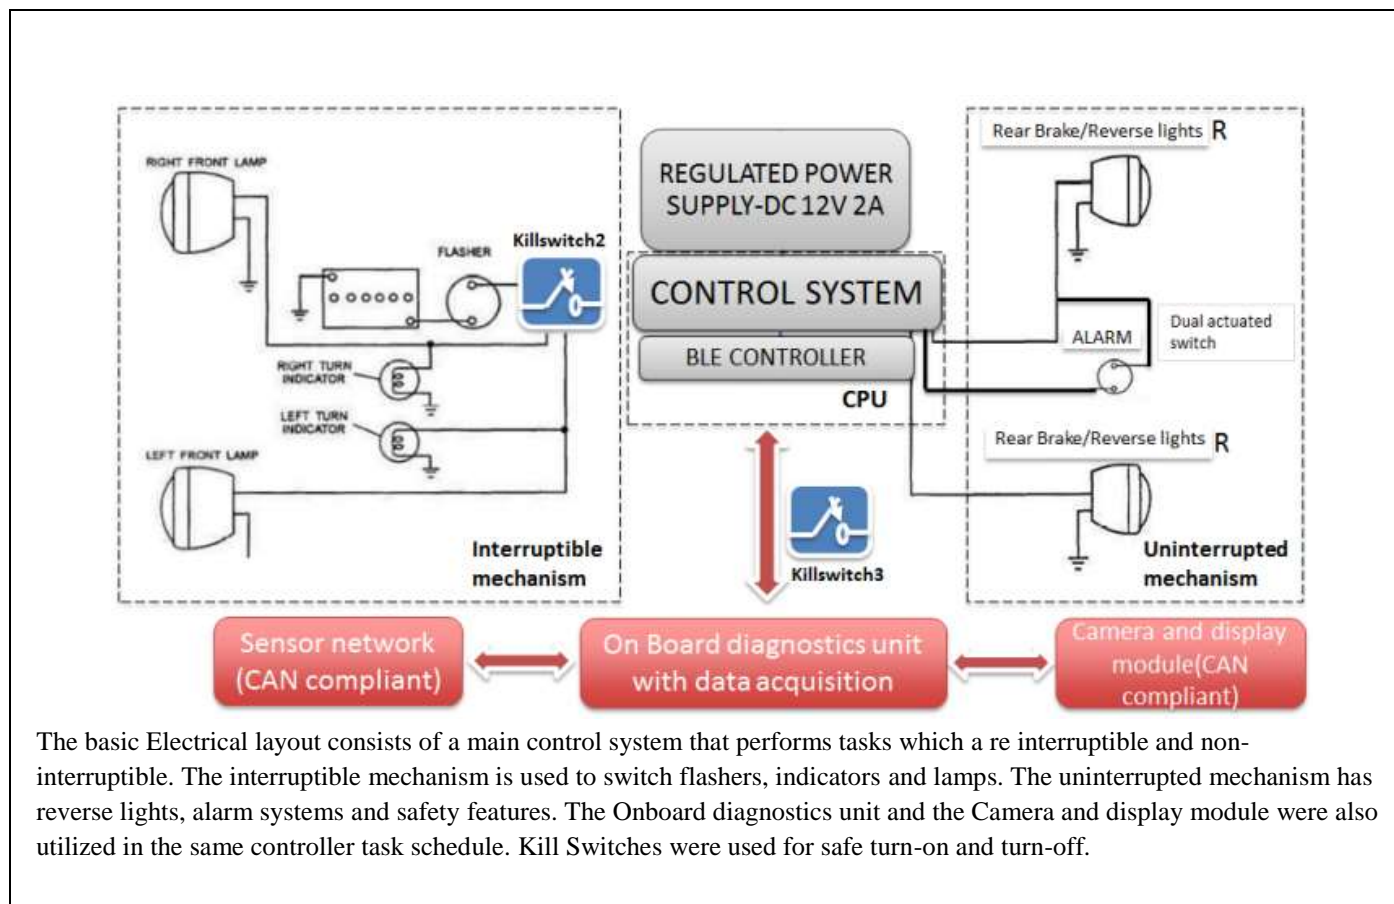 RIGHT FRONT LAMP
FLASHER
Killswitch2
RIGHT TURN
INDICATOR
LEFT TURN
INDICATOR
LEFT FRONT LAMP
Interruptible
mechanism
REGULATED POWER
SUPPLY-DC 12V 2A
CONTROL SYSTEM
BLE CONTROLLER
CPU
Killswitch3
Rear Brake/Reverse lights R
ALARM
Dual actuated
switch
Rear Brake/Reverse lights R
Uninterrupted
mechanism
Sensor network
(CAN compliant)
On Board diagnostics unit
with data acquisition
Camera and display
module(CAN
compliant)
The basic Electrical layout consists of a main control system that performs tasks which a re interruptible and non-
interruptible. The interruptible mechanism is used to switch flashers, indicators and lamps. The uninterrupted mechanism has
reverse lights, alarm systems and safety features. The Onboard diagnostics unit and the Camera and display module were also
utilized in the same controller task schedule. Kill Switches were used for safe turn-on and turn-off.